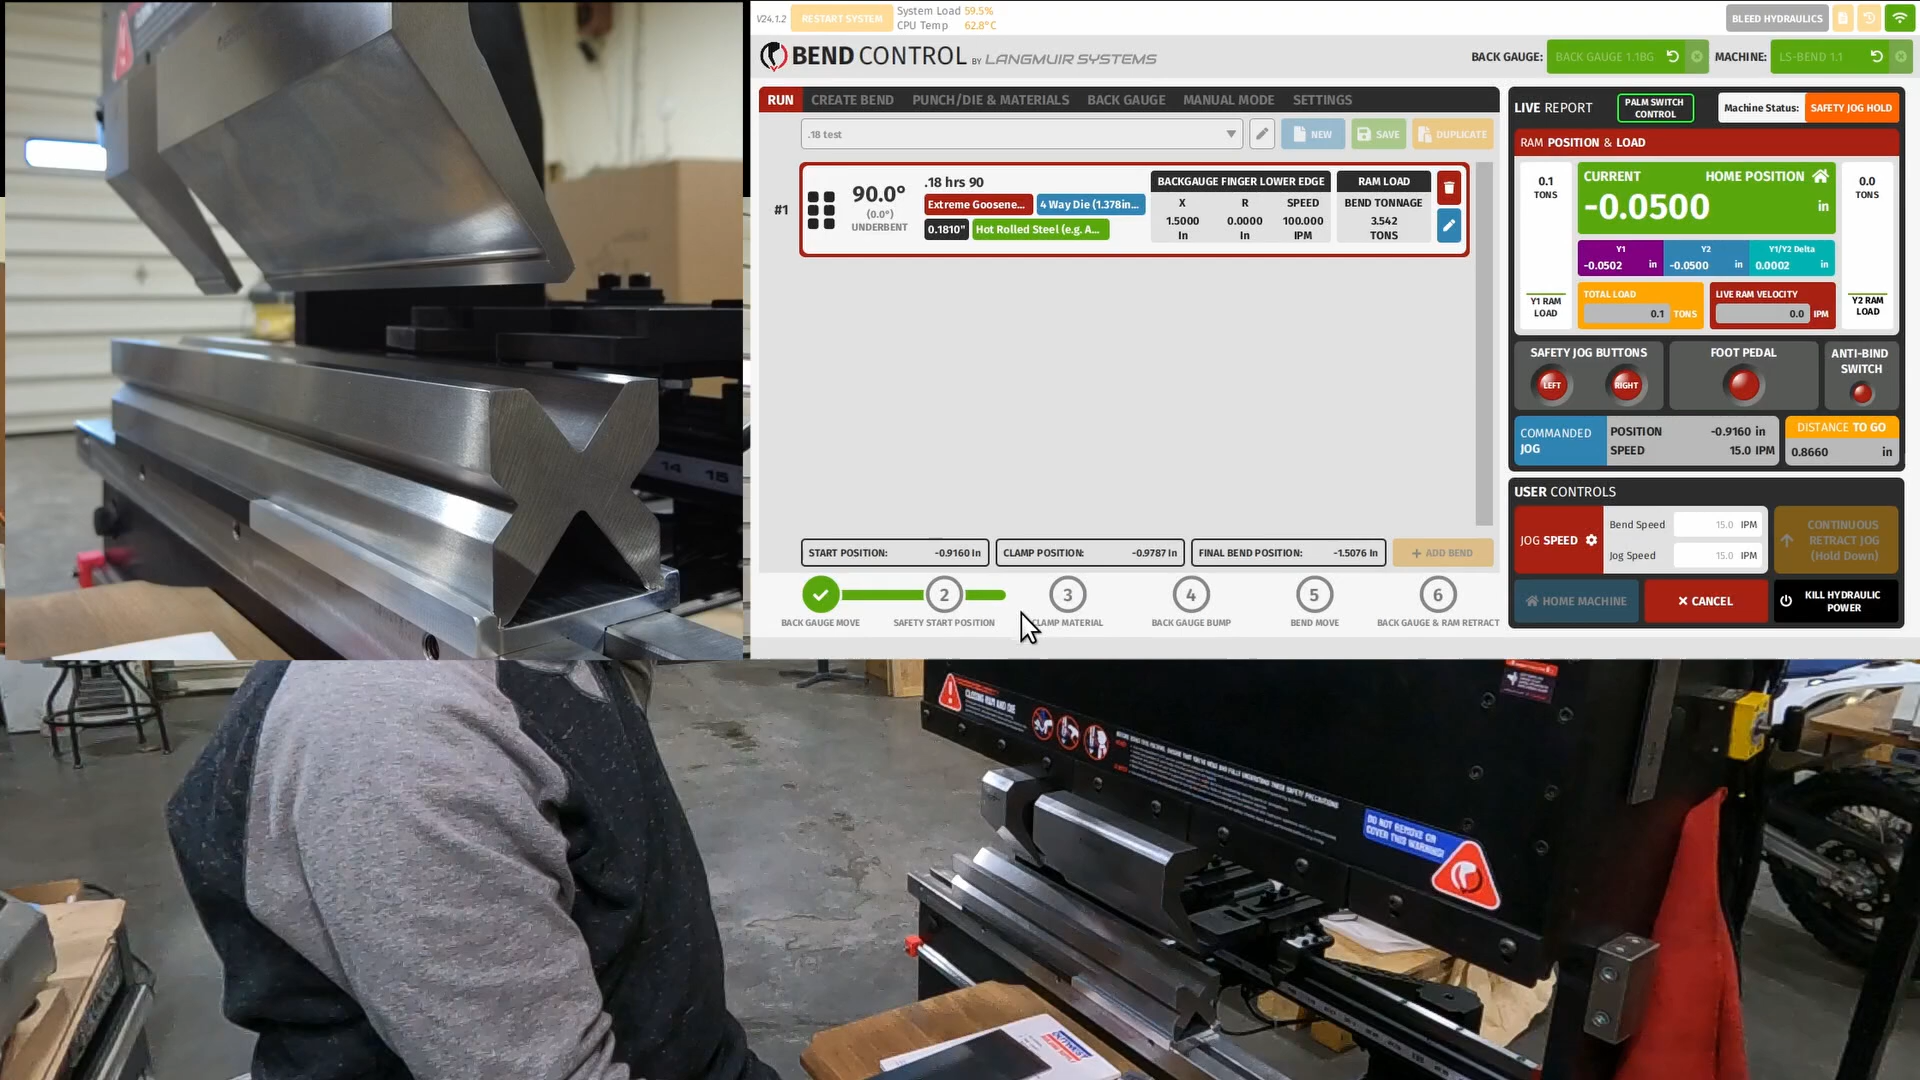 V24.1.2
RESTART SYSTEM
System Load 59.5%
CPU Temp 62.8°C
BLEED HYDRAULICS
BEND CONTROL BY LANGMUIR SYSTEMS
BACK GAUGE: BACK GAUGE 1.1BG
MACHINE: LS-BEND 1.1
RUN CREATE BEND PUNCH/DIE & MATERIALS BACK GAUGE MANUAL MODE SETTINGS
.18 test
NEW SAVE DUPLICATE
#1
90.0°
(0.0°)
UNDERBENT
.18 hrs 90
Extreme Goosene... 4 Way Die (1.378in...
0.1810" Hot Rolled Steel (e.g. A...
BACKGAUGE FINGER LOWER EDGE
X R SPEED
1.5000 0.0000 100.000
In In IPM
RAM LOAD
BEND TONNAGE
3.542
TONS
START POSITION: -0.9160 In
CLAMP POSITION: -0.9787 In
FINAL BEND POSITION: -1.5076 In
+ ADD BEND
2 3 4 5 6
BACK GAUGE MOVE
SAFETY START POSITION
CLAMP MATERIAL
BACK GAUGE BUMP
BEND MOVE
BACK GAUGE & RAM RETRACT
LIVE REPORT
PALM SWITCH
CONTROL
Machine Status: SAFETY JOG HOLD
RAM POSITION & LOAD
0.1
TONS
Y1 RAM
LOAD
CURRENT HOME POSITION
-0.0500 in
Y1
-0.0502 in
Y2
-0.0500 in
Y1/Y2 Delta
0.0002 in
TOTAL LOAD
0.1 TONS
LIVE RAM VELOCITY
0.0 IPM
0.0
TONS
Y2 RAM
LOAD
SAFETY JOG BUTTONS
LEFT RIGHT
FOOT PEDAL
ANTI-BIND
SWITCH
COMMANDED
JOG
POSITION -0.9160 in
SPEED 15.0 IPM
DISTANCE TO GO
0.8660 in
USER CONTROLS
JOG SPEED
Bend Speed 15.0 IPM
Jog Speed 15.0 IPM
CONTINUOUS
RETRACT JOG
(Hold Down)
HOME MACHINE
CANCEL
KILL HYDRAULIC
POWER
14 15
CLOSING RAM AND DIE
DO NOT REMOVE OR
COVER THIS WARNING!